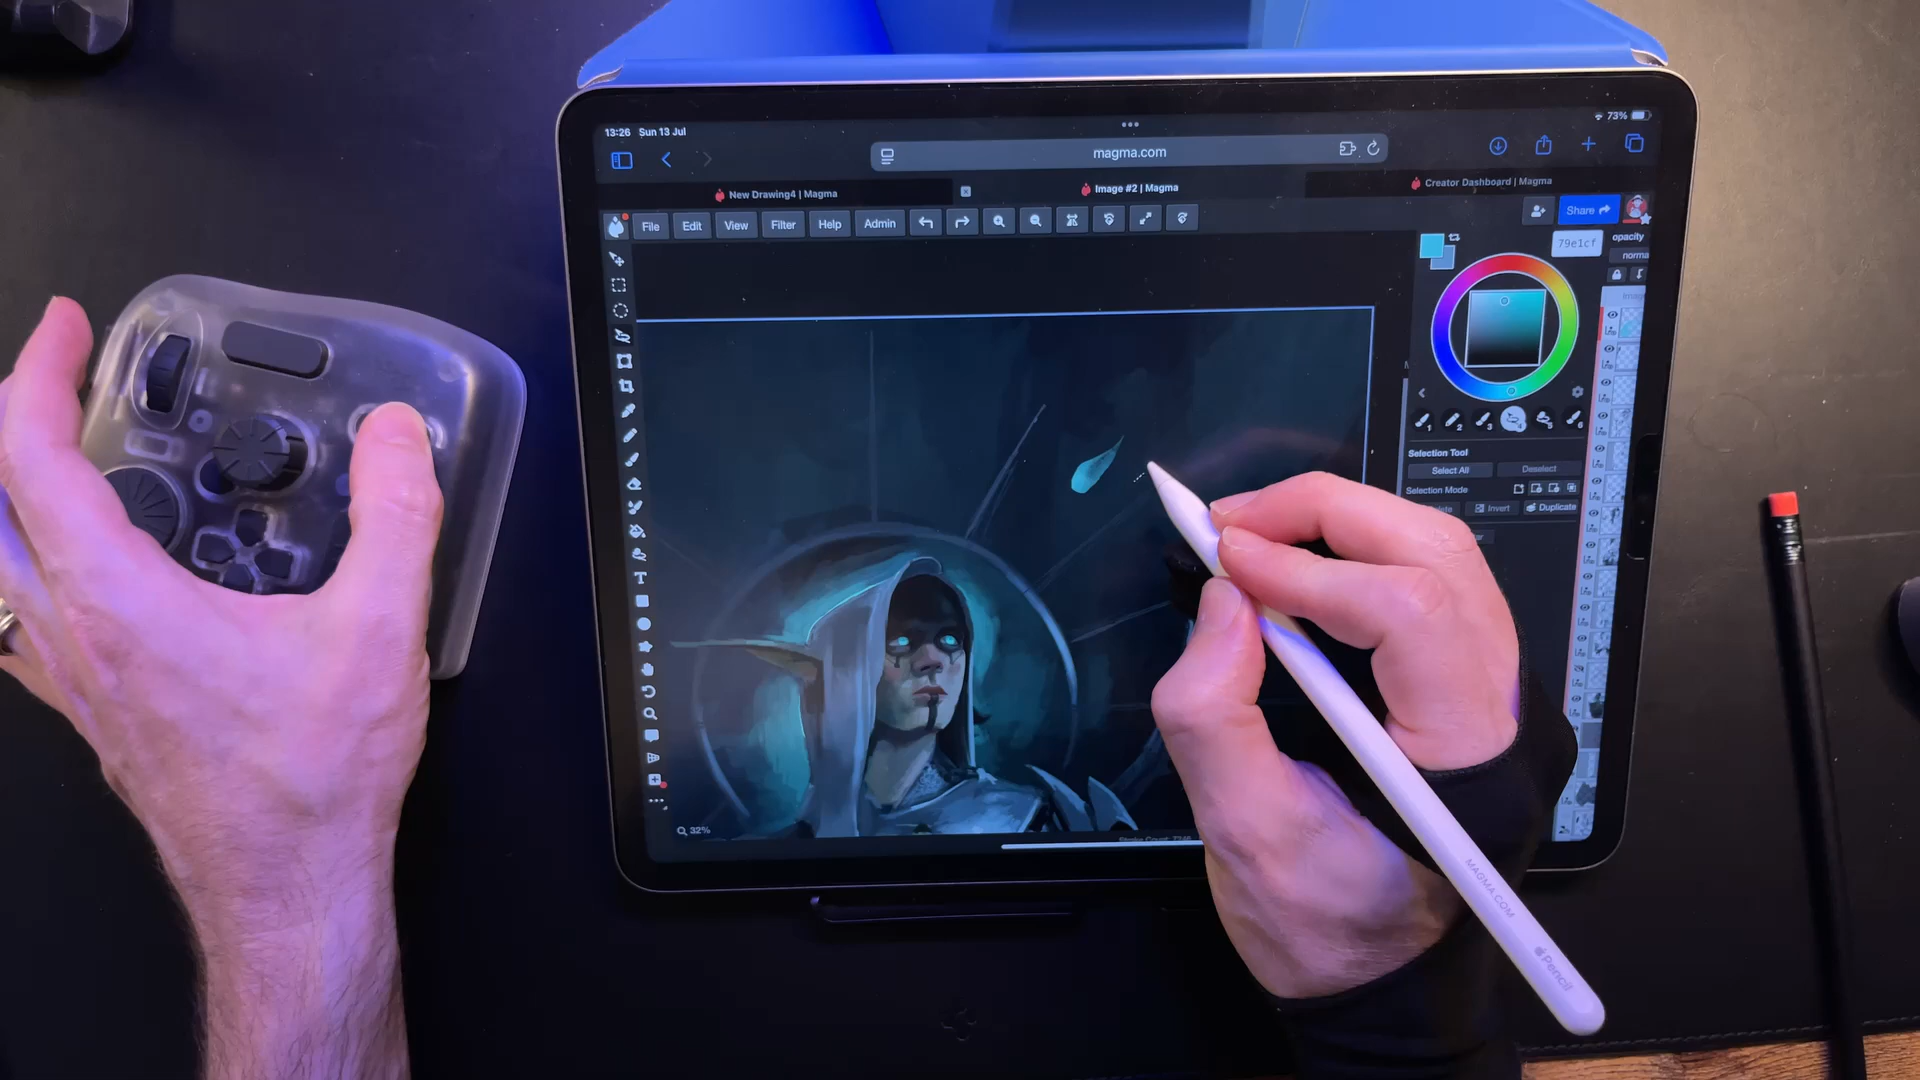 13:26 Sun 13 Jul
73%
magma.com
New Drawing4 | Magma
Image #2 | Magma
Creator Dashboard | Magma
File Edit View Filter Help Admin
Share
79e1cf
opacity
norma
Selection Tool
Select All Deselect
Selection Mode
Invert Duplicate
T
32%
MAGMA.COM
Pencil